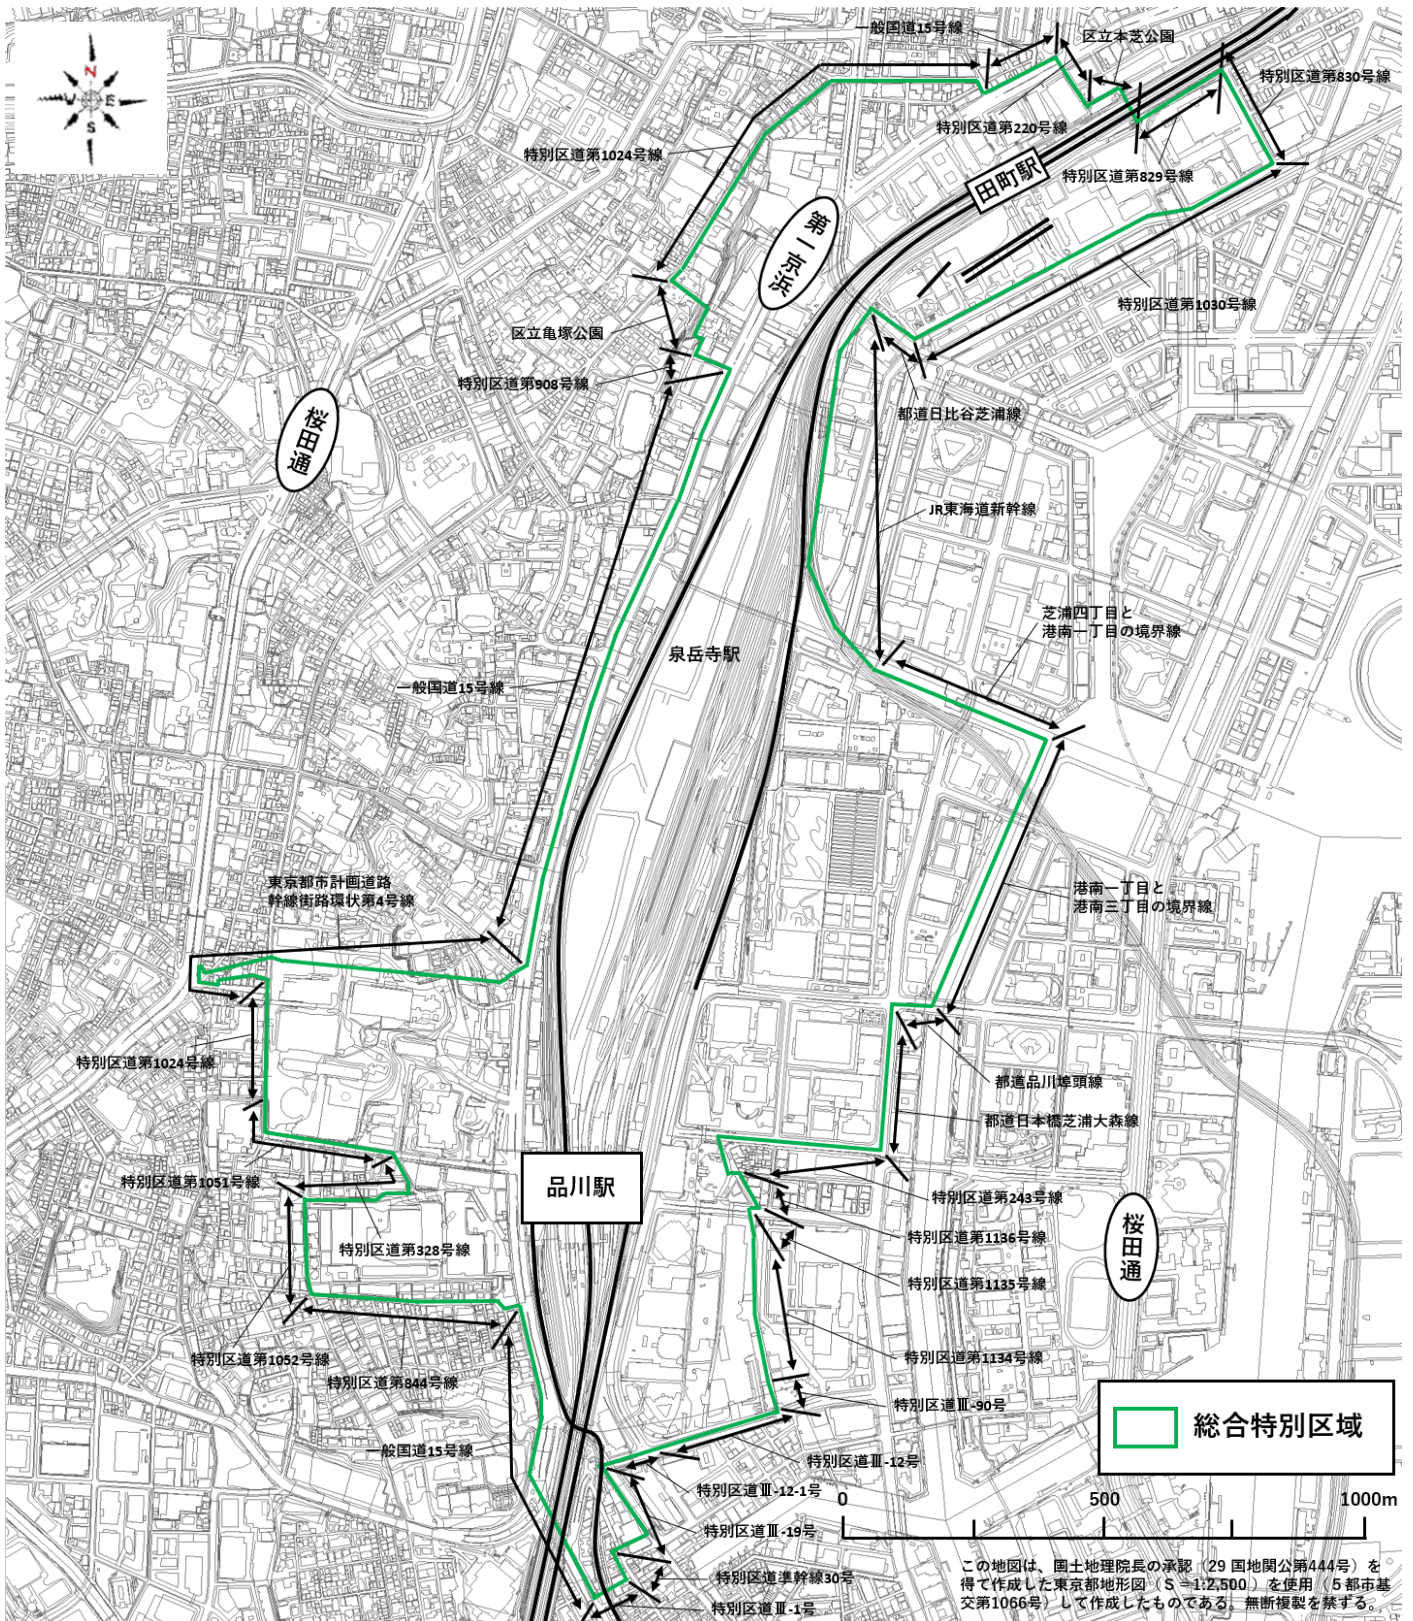 一般国道15号線
区立本芝公園
N
W
E
S
特別区道第830号線
特別区道第220号線
特別区道第1024号線
田町駅
特別区道第829号線
第一京浜
特別区道第1030号線
区立亀塚公園
特別区道第908号線
桜田通
都道日比谷芝浦線
JR東海道新幹線
芝浦四丁目と
港南一丁目の境界線
泉岳寺駅
一般国道15号線
東京都市計画道路
幹線街路環状第4号線
港南一丁目と
港南三丁目の境界線
特別区道第1024号線
都道品川埠頭線
都道日本橋芝浦大森線
特別区道第1051号線
品川駅
特別区道第243号線
特別区道第1136号線
桜田通
特別区道第328号線
特別区道第1135号線
特別区道第1052号線
特別区道第1134号線
特別区道第844号線
特別区道Ⅲ-90号
総合特別区域
一般国道15号線
特別区道Ⅲ-12号
特別区道Ⅲ-12-1号
0 500 1000m
特別区道Ⅲ-19号
特別区道準幹線30号
特別区道Ⅲ-1号
この地図は、国土地理院長の承認（29 国地関公第444号）を
得て作成した東京都地形図（S＝1:2,500 ）を使用（５都市基
交第1066号）して作成したものである。無断複製を禁ずる。